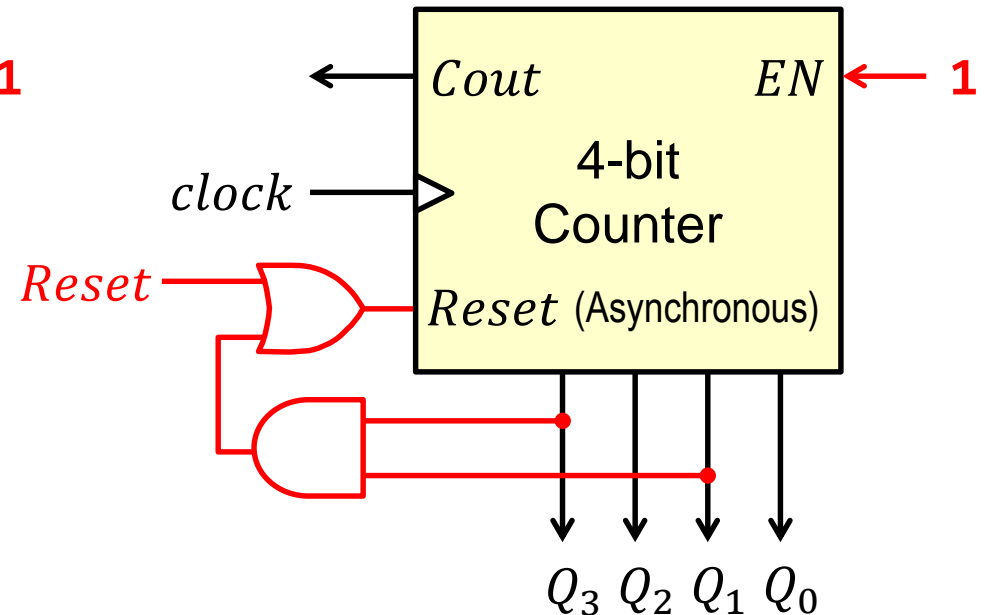 1
Cout EN 1
4-bit
Counter
clock
Reset
Reset (Asynchronous)
Q₃ Q₂ Q₁ Q₀